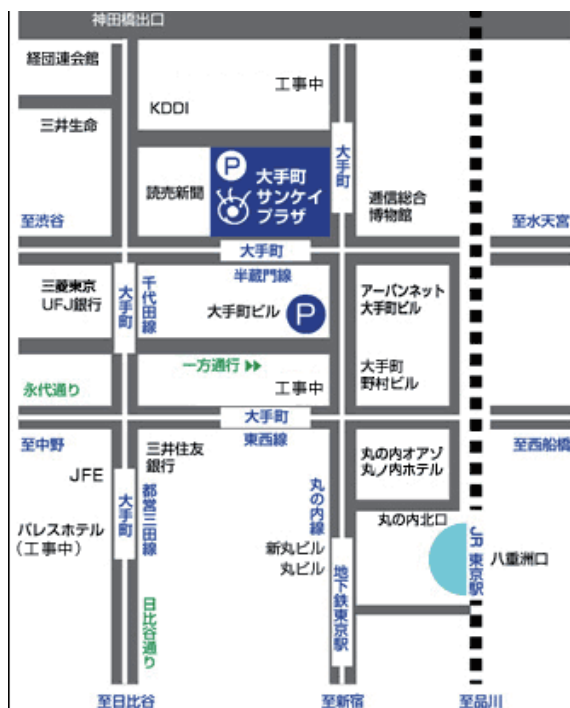 神田橋出口
経団連会館
工事中
KDDI
三井生命
大手町
P
大手町
サンケイ
プラザ
読売新聞
逓信総合
博物館
至渋谷
至水天宮
大手町
半蔵門線
三菱東京
UFJ銀行
大手町
千代田線
大手町ビル
P
アーバンネット
大手町ビル
一方通行
大手町
野村ビル
永代通り
工事中
大手町
東西線
至中野
至西船橋
三井住友
銀行
丸の内オアゾ
丸ノ内ホテル
JFE
大手町
都営三田線
丸の内線
パレスホテル
(工事中)
丸の内北口
新丸ビル
丸ビル
地下鉄東京駅
JR 東京駅
八重洲口
日比谷通り
至日比谷
至新宿
至品川